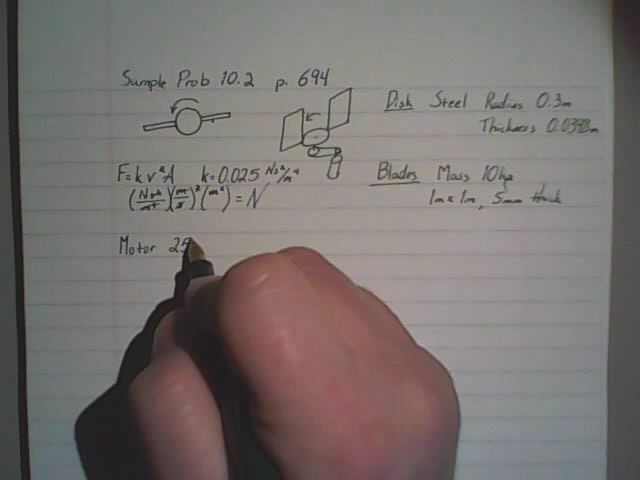 Sample Prob 10.2 p. 694
Disk Steel Radius 0.3m
Thickness 0.0398m
F=kv²A k=0.025 Ns²/m⁴
(Ns²/m⁴)(m/s)²(m²) = N
Blades Mass 10kg
1m x 1m, 5mm thick
Motor 25